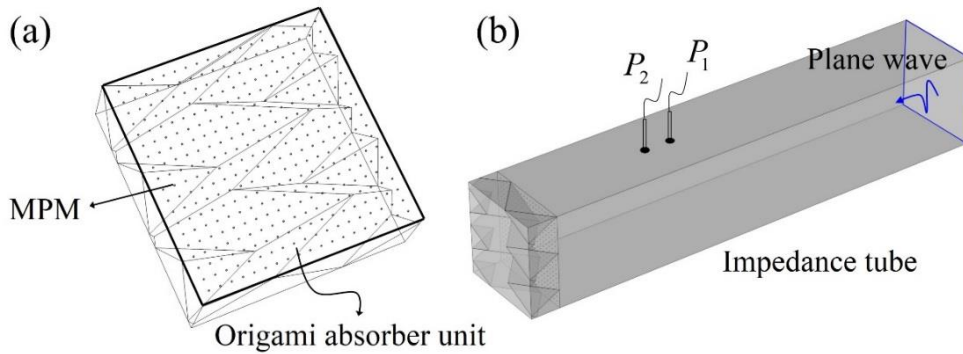 (a)
MPM
Origami absorber unit
(b)
P₂
P₁
Plane wave
Impedance tube